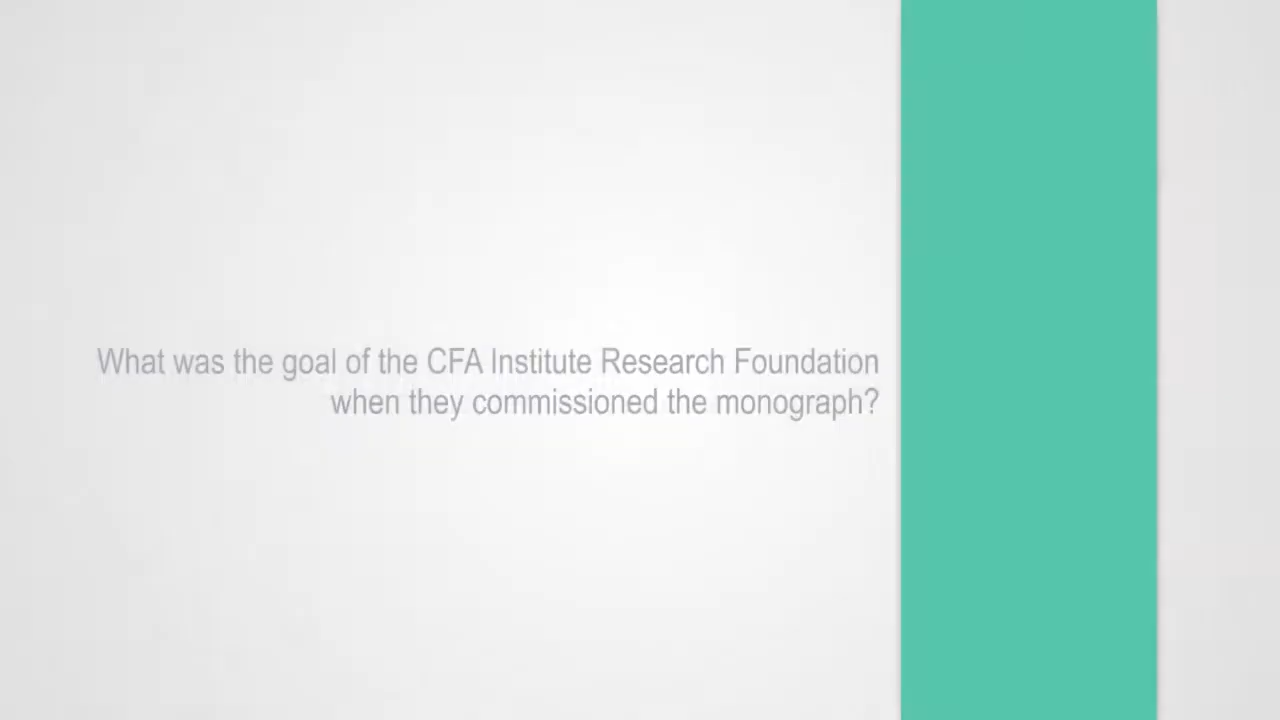 What was the goal of the CFA Institute Research Foundation
when they commissioned the monograph?